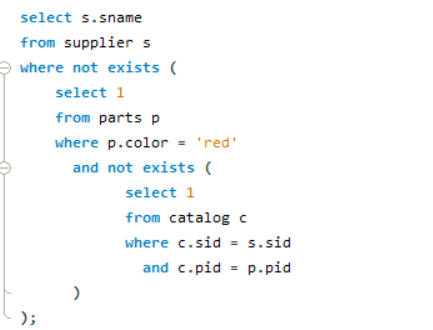 select s.sname
from supplier s
where not exists (
    select 1
    from parts p
    where p.color = 'red'
      and not exists (
            select 1
            from catalog c
            where c.sid = s.sid
              and c.pid = p.pid
      )
);